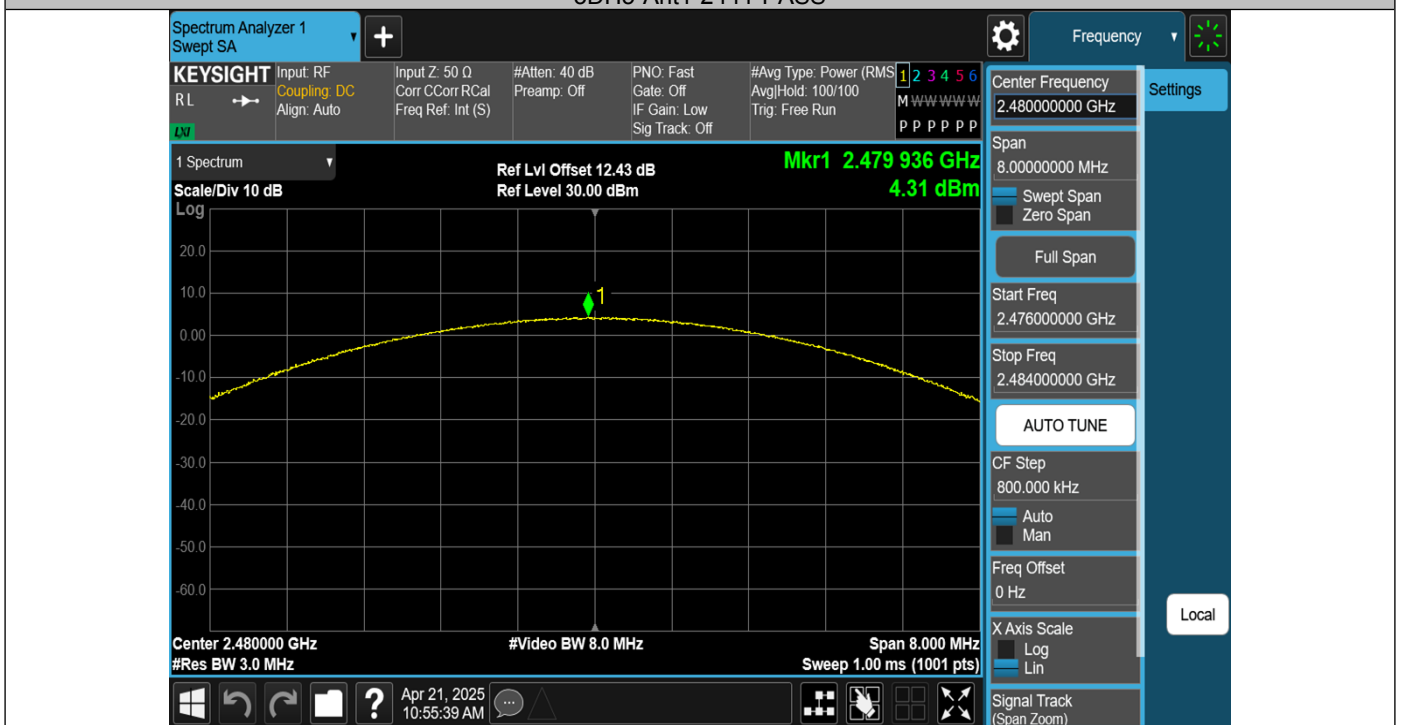 Spectrum Analyzer 1
Swept SA
+
Frequency
KEYSIGHT
RL
LXI
Input: RF
Coupling: DC
Align: Auto
Input Z: 50 Ω
Corr CCorr RCal
Freq Ref: Int (S)
#Atten: 40 dB
Preamp: Off
PNO: Fast
Gate: Off
IF Gain: Low
Sig Track: Off
#Avg Type: Power (RMS
Avg|Hold: 100/100
Trig: Free Run
1 2 3 4 5 6
M W W W W W
P P P P P P
1 Spectrum
Scale/Div 10 dB
Log
Ref Lvl Offset 12.43 dB
Ref Level 30.00 dBm
Mkr1 2.479 936 GHz
4.31 dBm
20.0
10.0
0.00
-10.0
-20.0
-30.0
-40.0
-50.0
-60.0
1
Center 2.480000 GHz
#Res BW 3.0 MHz
#Video BW 8.0 MHz
Span 8.000 MHz
Sweep 1.00 ms (1001 pts)
?
Apr 21, 2025
10:55:39 AM
Center Frequency
2.480000000 GHz
Span
8.00000000 MHz
Swept Span
Zero Span
Full Span
Start Freq
2.476000000 GHz
Stop Freq
2.484000000 GHz
AUTO TUNE
CF Step
800.000 kHz
Auto
Man
Freq Offset
0 Hz
X Axis Scale
Log
Lin
Signal Track
(Span Zoom)
Settings
Local